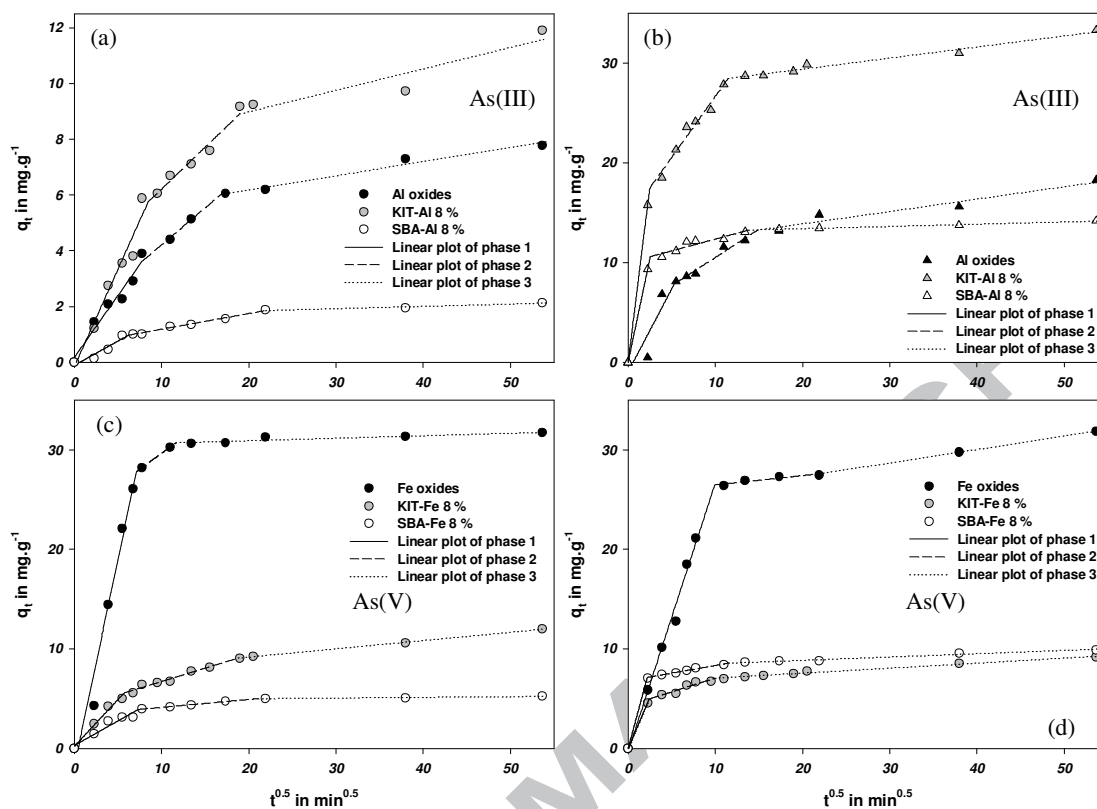 (a)
As(III)
q_t in mg.g^-1
12
10
8
6
4
2
0
Al oxides
KIT-Al 8 %
SBA-Al 8 %
Linear plot of phase 1
Linear plot of phase 2
Linear plot of phase 3
0 10 20 30 40 50
(b)
As(III)
q_t in mg.g^-1
30
20
10
0
Al oxides
KIT-Al 8 %
SBA-Al 8 %
Linear plot of phase 1
Linear plot of phase 2
Linear plot of phase 3
0 10 20 30 40 50
(c)
q_t in mg.g^-1
30
20
10
0
Fe oxides
KIT-Fe 8 %
SBA-Fe 8 %
Linear plot of phase 1
Linear plot of phase 2
Linear plot of phase 3
As(V)
0 10 20 30 40 50
t^0.5 in min^0.5
q_t in mg.g^-1
30
20
10
0
Fe oxides
KIT-Fe 8 %
SBA-Fe 8 %
Linear plot of phase 1
Linear plot of phase 2
Linear plot of phase 3
As(V)
(d)
0 10 20 30 40 50
t^0.5 in min^0.5